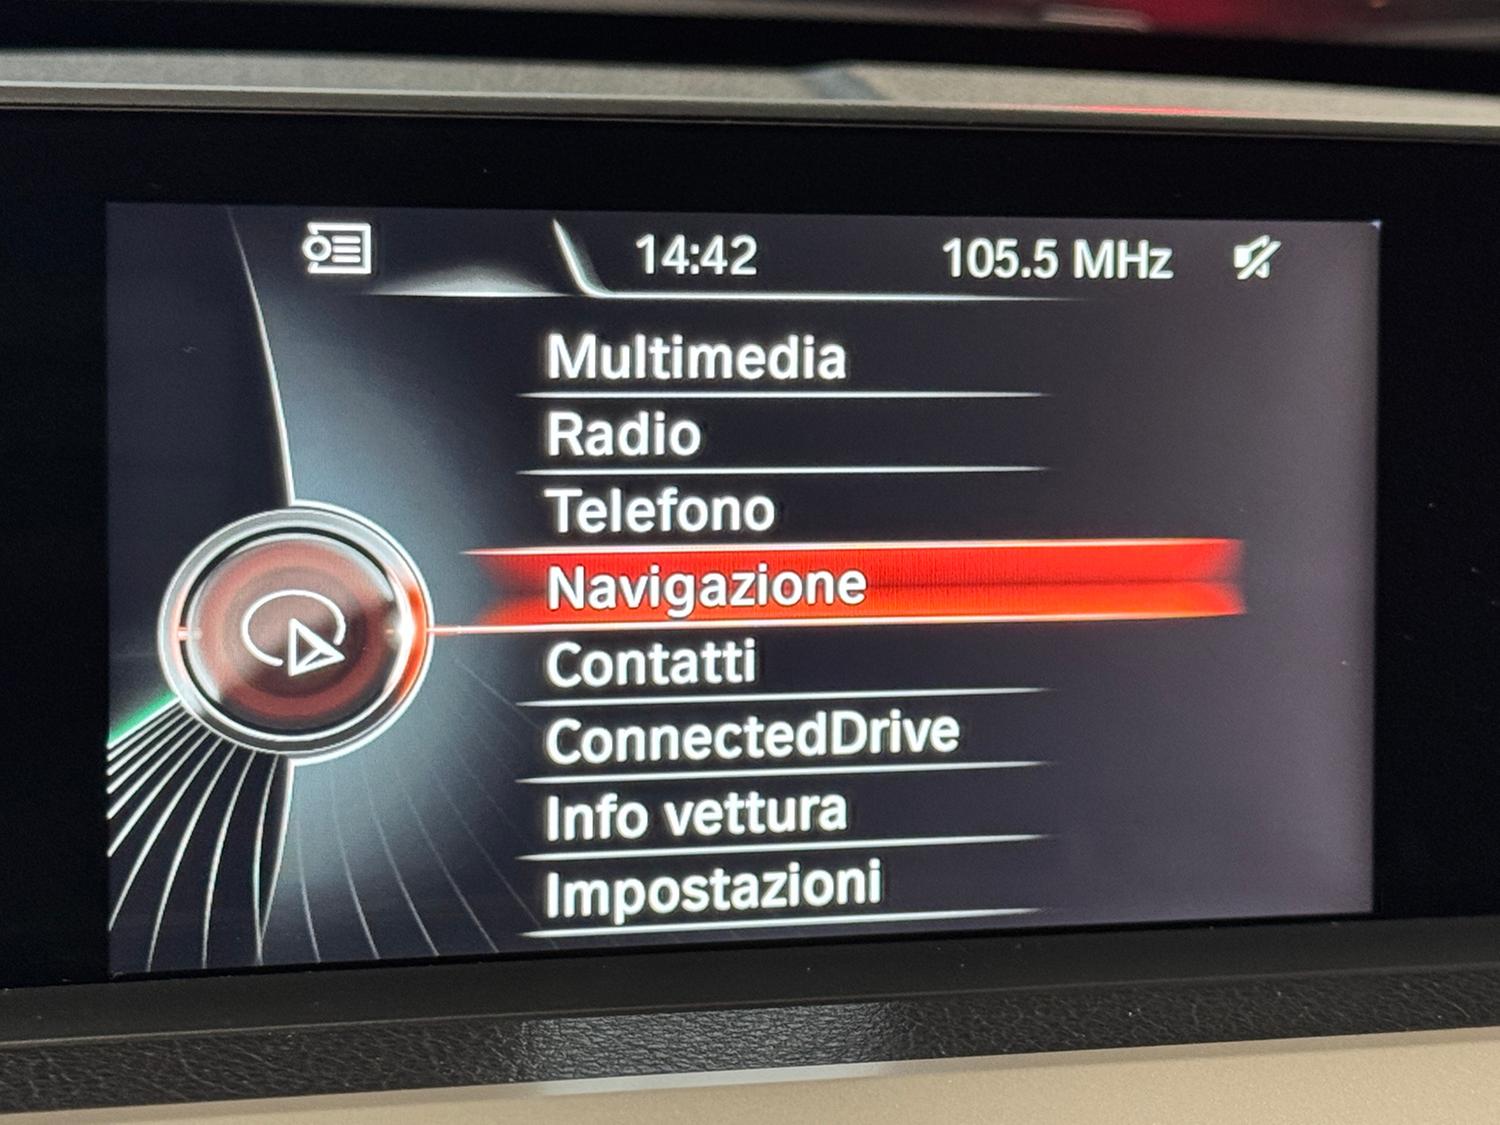 14:42 105.5 MHz
Multimedia
Radio
Telefono
Navigazione
Contatti
ConnectedDrive
Info vettura
Impostazioni